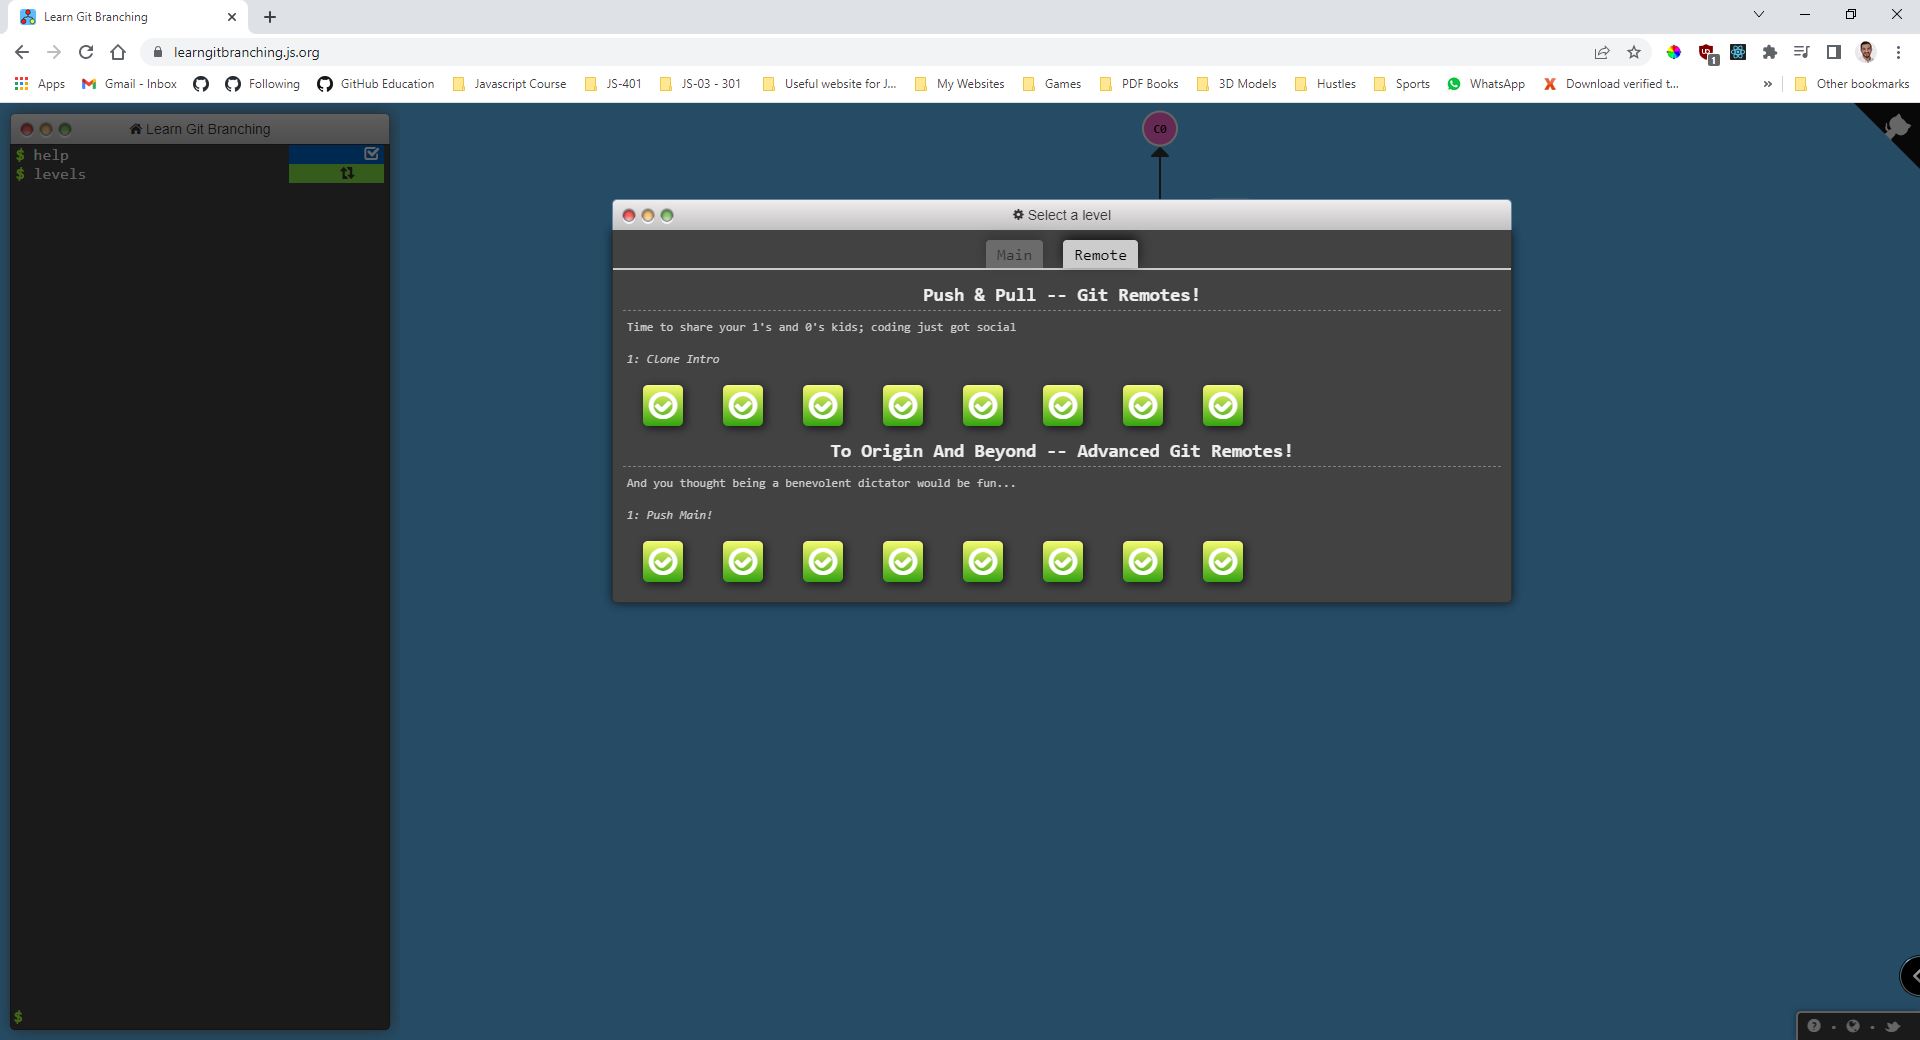 Learn Git Branching
learngitbranching.js.org
1
Apps
Gmail - Inbox
Following
GitHub Education
Javascript Course
JS-401
JS-03 - 301
Useful website for J...
My Websites
Games
PDF Books
3D Models
Hustles
Sports
WhatsApp
Download verified t...
»
Other bookmarks
Learn Git Branching
$ help
$ levels
C0
Select a level
Main
Remote
Push & Pull -- Git Remotes!
Time to share your 1's and 0's kids; coding just got social
1: Clone Intro
To Origin And Beyond -- Advanced Git Remotes!
And you thought being a benevolent dictator would be fun...
1: Push Main!
$